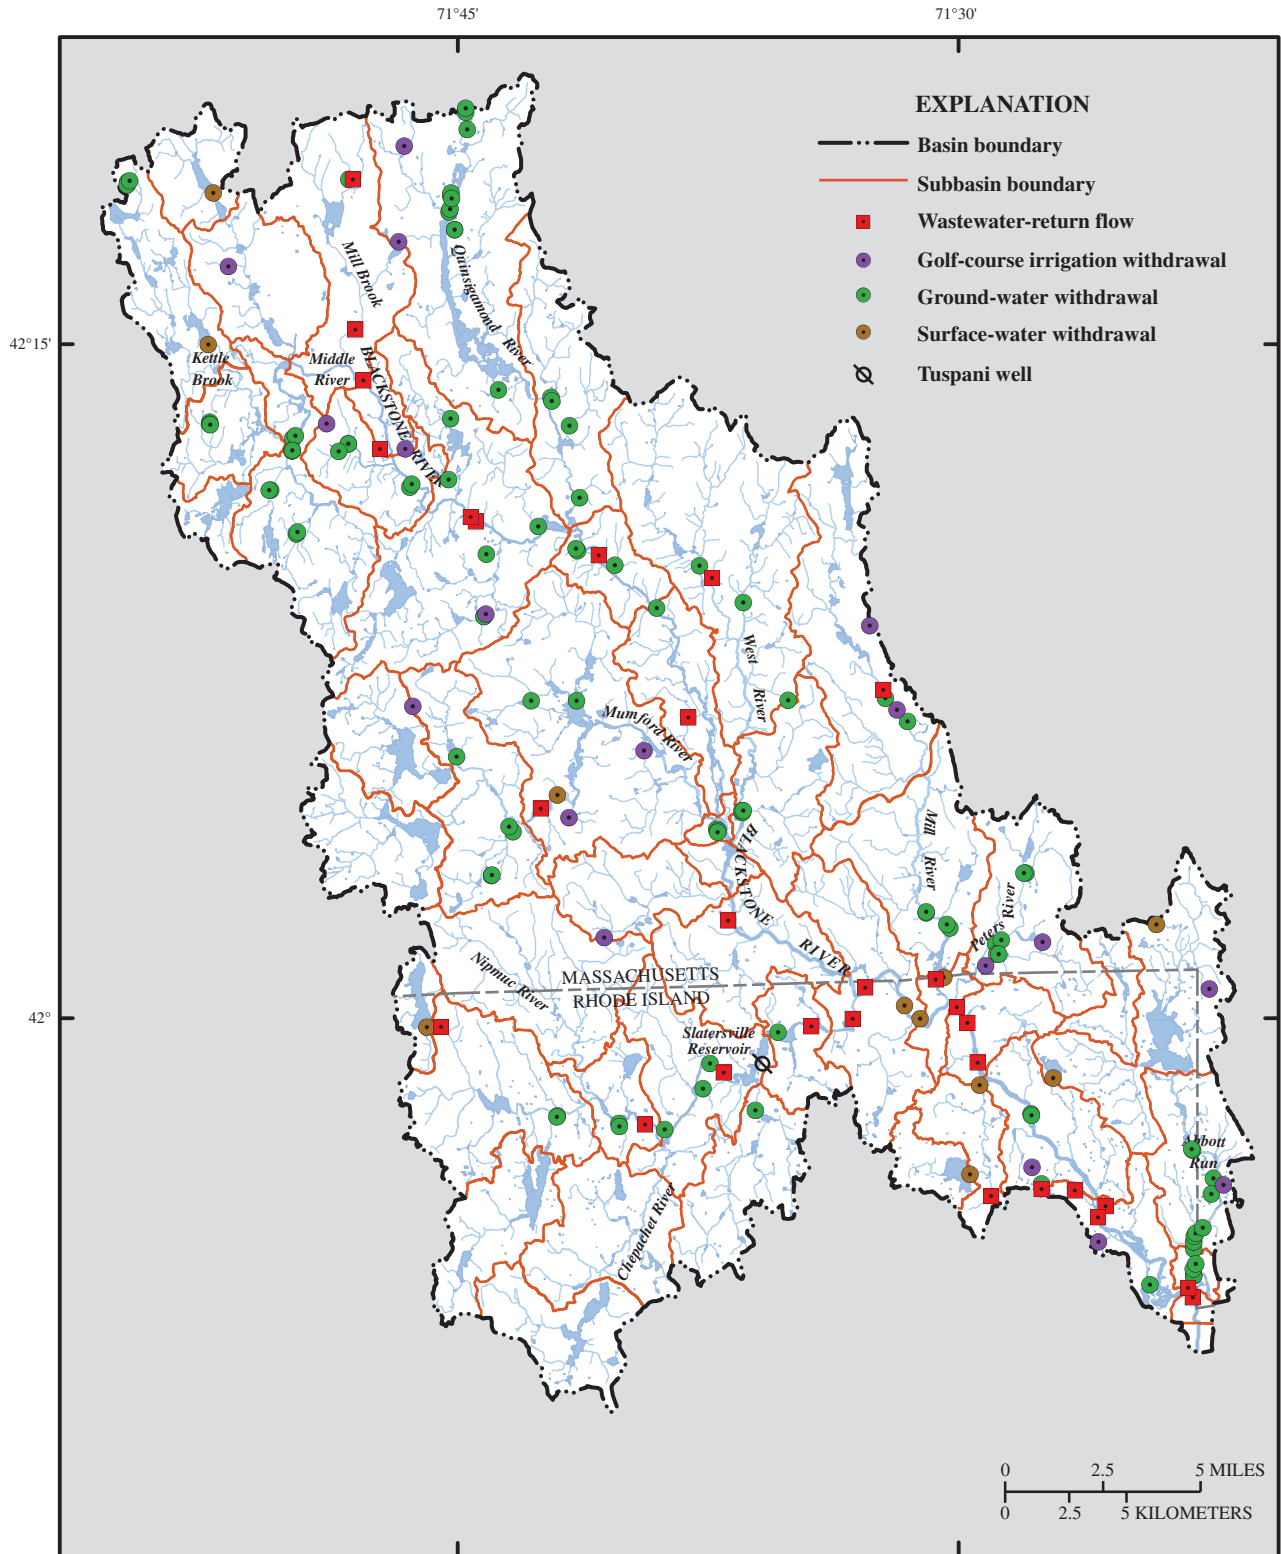 71°45'
71°30'
EXPLANATION
Basin boundary
Subbasin boundary
Wastewater-return flow
Golf-course irrigation withdrawal
Ground-water withdrawal
Surface-water withdrawal
Tuspani well
42°15'
Mill Brook
Quinsigamond River
Kettle
Brook
Middle
River
BLACKSTONE RIVER
West River
Mumford River
BLACKSTONE RIVER
Mill River
Peters River
Nipmuc River
MASSACHUSETTS
RHODE ISLAND
42°
Slatersville
Reservoir
Abbott
Run
Chepachet River
0 2.5 5 MILES
0 2.5 5 KILOMETERS